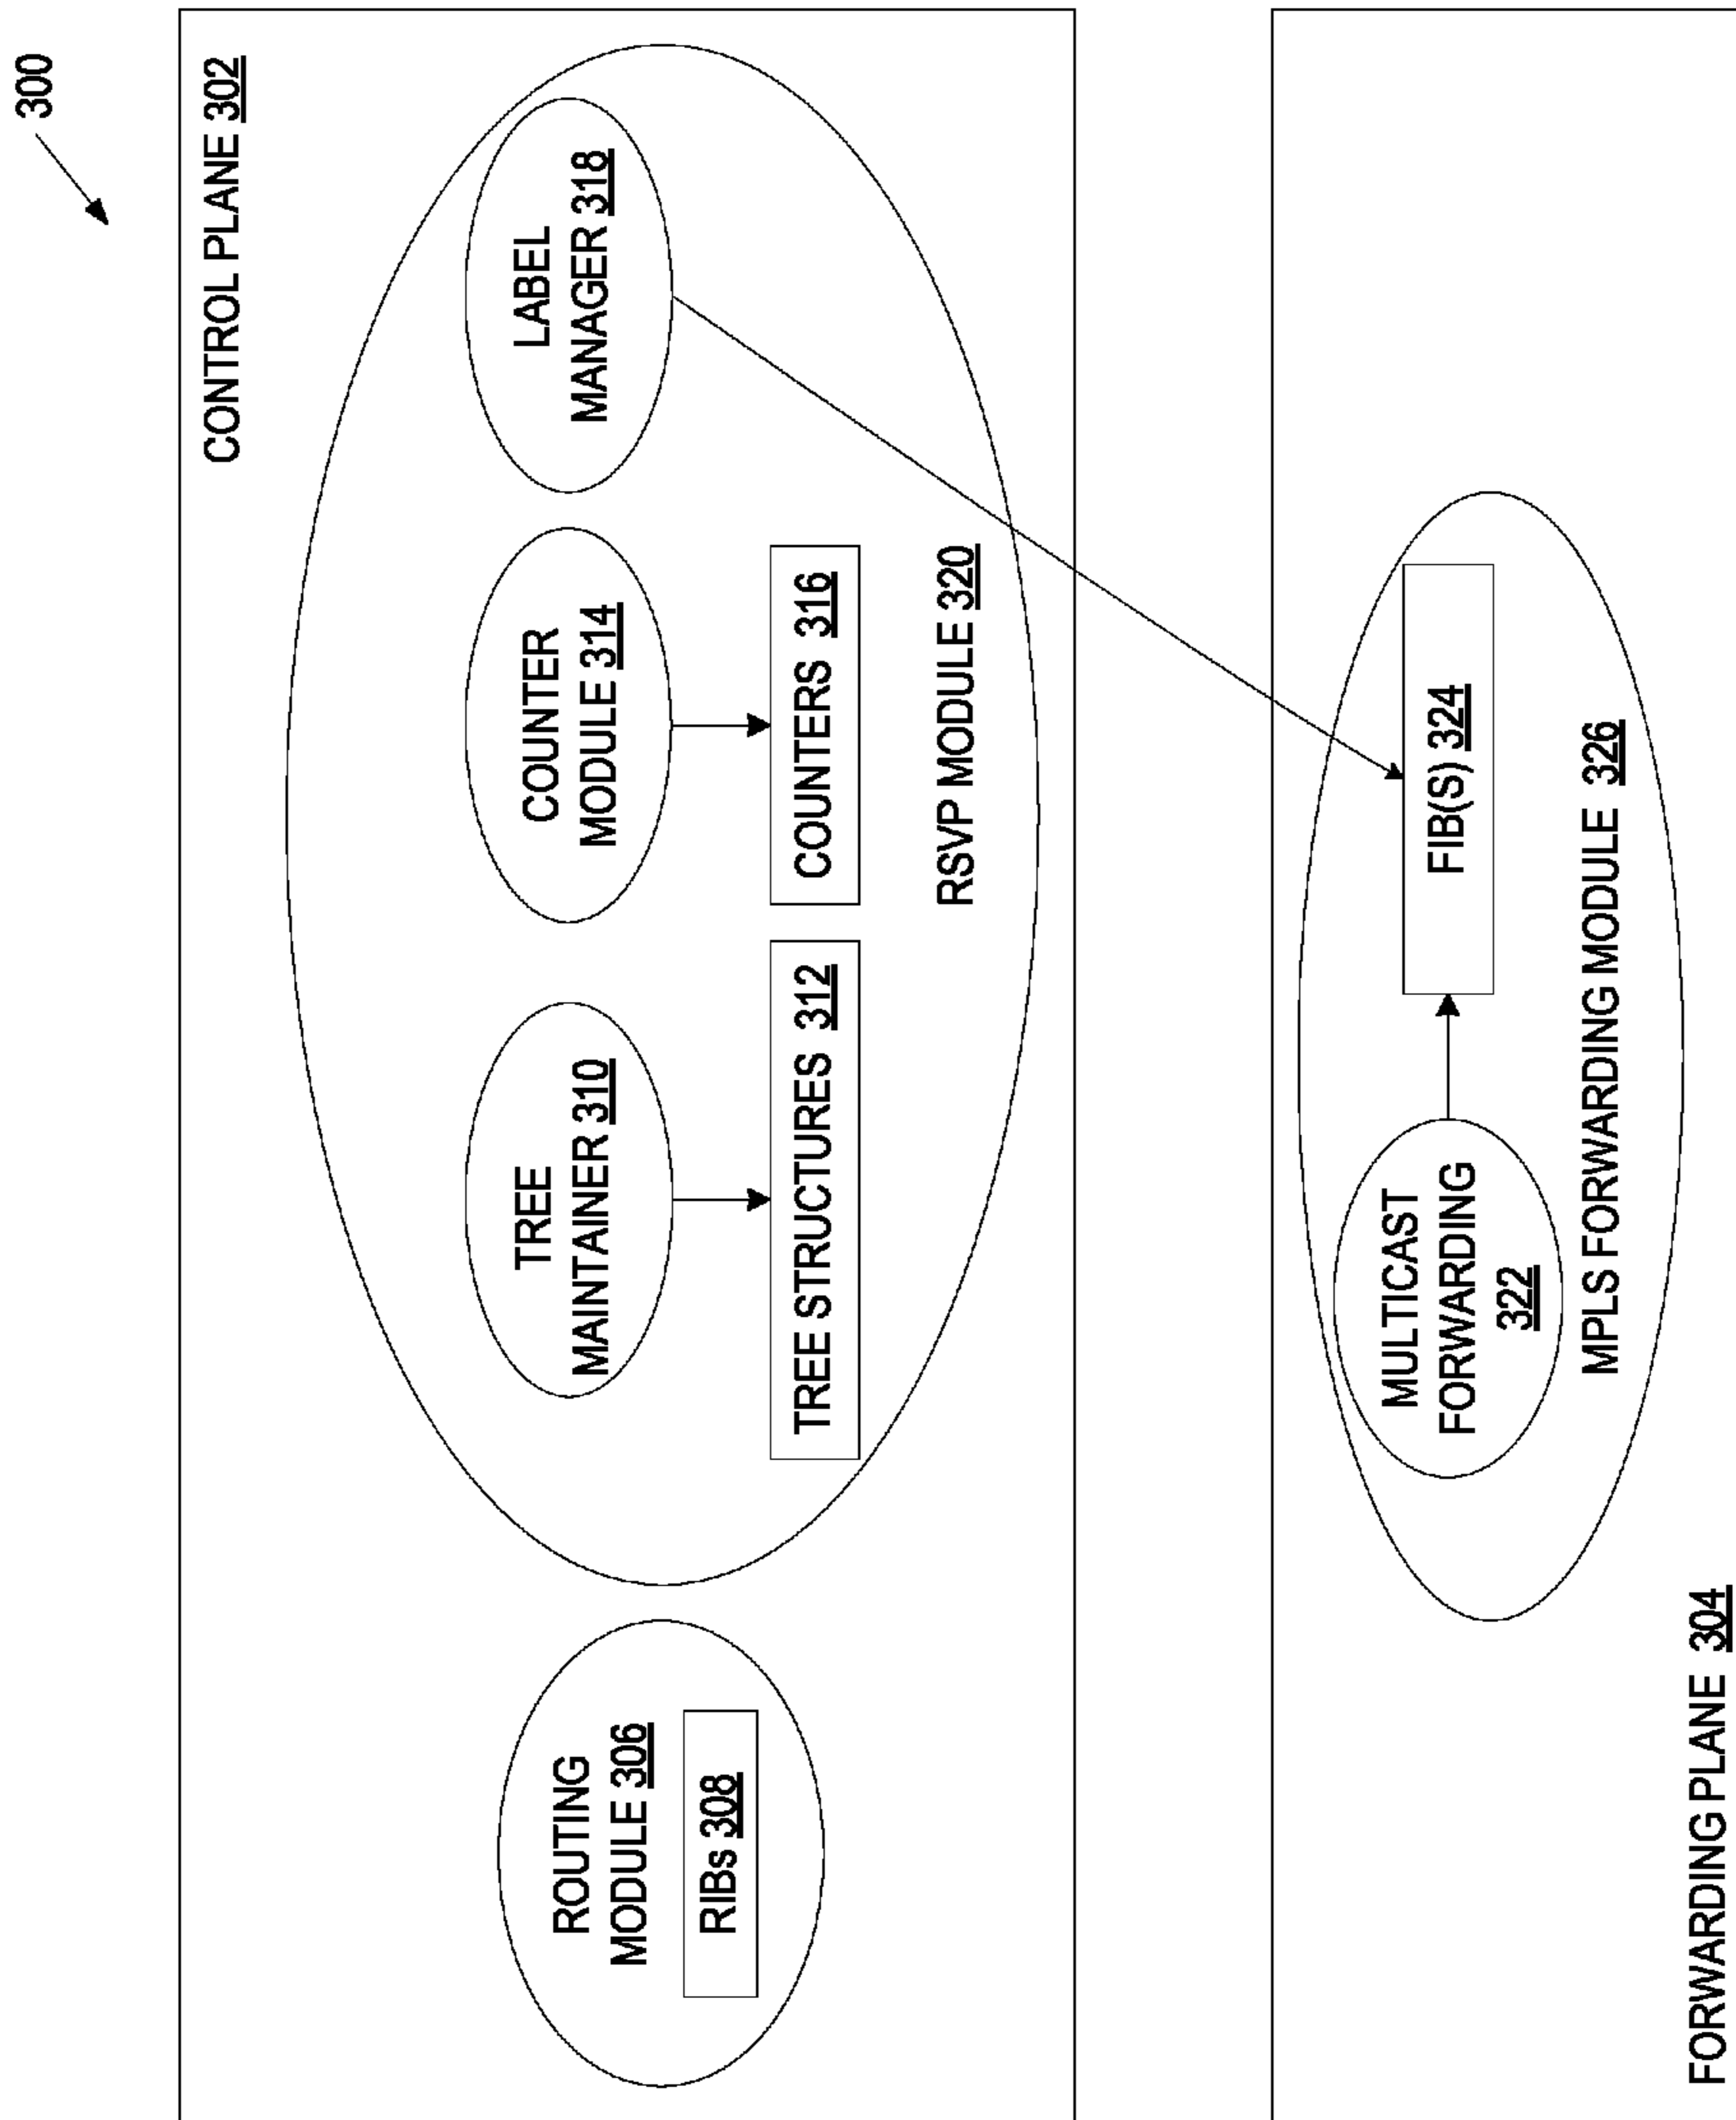 300
CONTROL PLANE 302
ROUTING
MODULE 306
RIBs 308
TREE
MAINTAINER 310
TREE STRUCTURES 312
COUNTER
MODULE 314
COUNTERS 316
LABEL
MANAGER 318
RSVP MODULE 320
MULTICAST
FORWARDING
322
FIB(S) 324
MPLS FORWARDING MODULE 326
FORWARDING PLANE 304